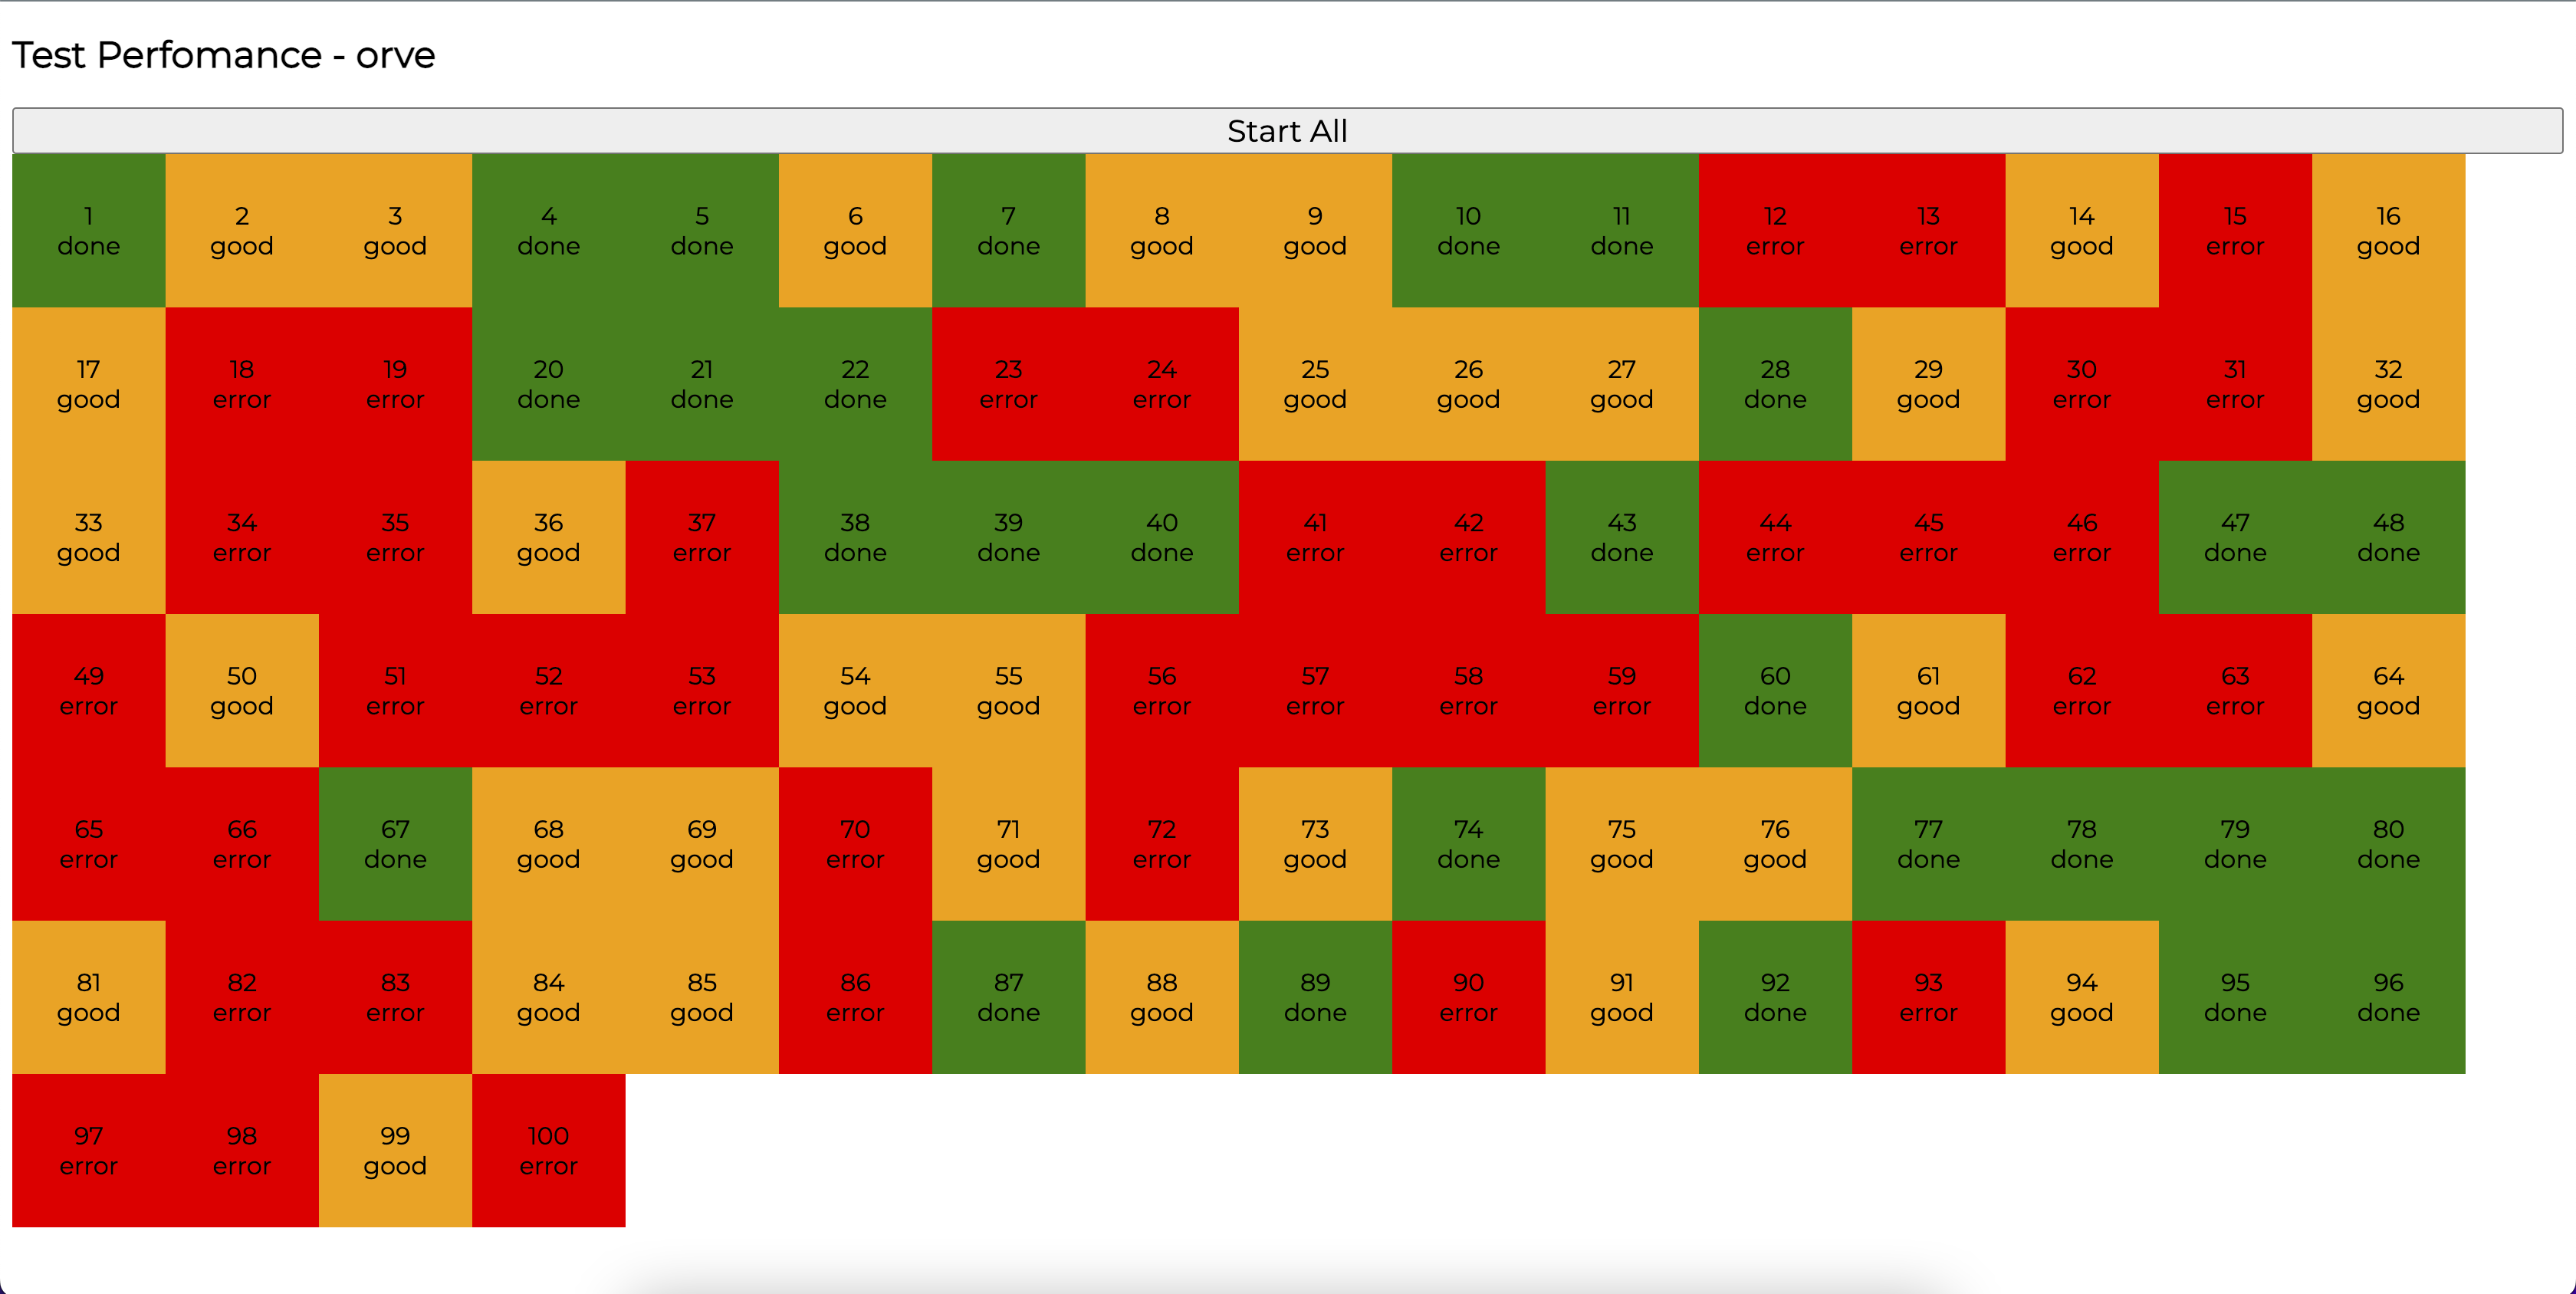 Test Perfomance - orve
Start All
1 2 3 4 5 6 7 8 9 10 11 12 13 14 15 16
done good good done done good done good good done done error error good error good
17 18 19 20 21 22 23 24 25 26 27 28 29 30 31 32
good error error done done done error error good good good done good error error good
33 34 35 36 37 38 39 40 41 42 43 44 45 46 47 48
good error error good error done done done error error done error error error done done
49 50 51 52 53 54 55 56 57 58 59 60 61 62 63 64
error good error error error good good error error error error done good error error good
65 66 67 68 69 70 71 72 73 74 75 76 77 78 79 80
error error done good good error good error good done good good done done done done
81 82 83 84 85 86 87 88 89 90 91 92 93 94 95 96
good error error good good error done good done error good done error good done done
97 98 99 100
error error good error